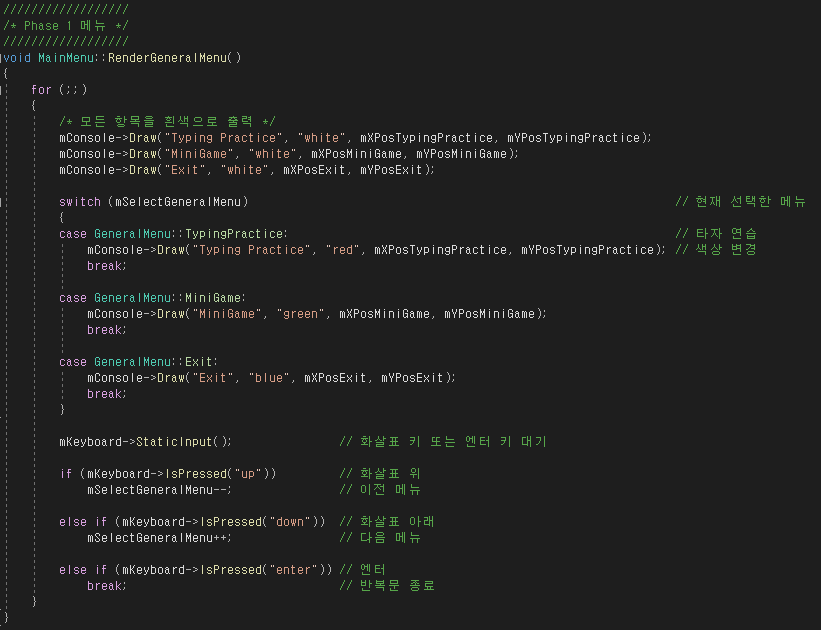 //////////////////
/* Phase 1 메뉴 */
//////////////////
void MainMenu::RenderGeneralMenu()
{
    for (;;)
    {
        /* 모든 항목을 흰색으로 출력 */
        mConsole->Draw("Typing Practice", "white", mXPosTypingPractice, mYPosTypingPractice);
        mConsole->Draw("MiniGame", "white", mXPosMiniGame, mYPosMiniGame);
        mConsole->Draw("Exit", "white", mXPosExit, mYPosExit);

        switch (mSelectGeneralMenu) // 현재 선택한 메뉴
        {
        case GeneralMenu::TypingPractice: // 타자 연습
            mConsole->Draw("Typing Practice", "red", mXPosTypingPractice, mYPosTypingPractice); // 색상 변경
            break;

        case GeneralMenu::MiniGame:
            mConsole->Draw("MiniGame", "green", mXPosMiniGame, mYPosMiniGame);
            break;

        case GeneralMenu::Exit:
            mConsole->Draw("Exit", "blue", mXPosExit, mYPosExit);
            break;
        }

        mKeyboard->StaticInput(); // 화살표 키 또는 엔터 키 대기

        if (mKeyboard->IsPressed("up")) // 화살표 위
            mSelectGeneralMenu--; // 이전 메뉴

        else if (mKeyboard->IsPressed("down")) // 화살표 아래
            mSelectGeneralMenu++; // 다음 메뉴

        else if (mKeyboard->IsPressed("enter")) // 엔터
            break; // 반복문 종료
    }
}